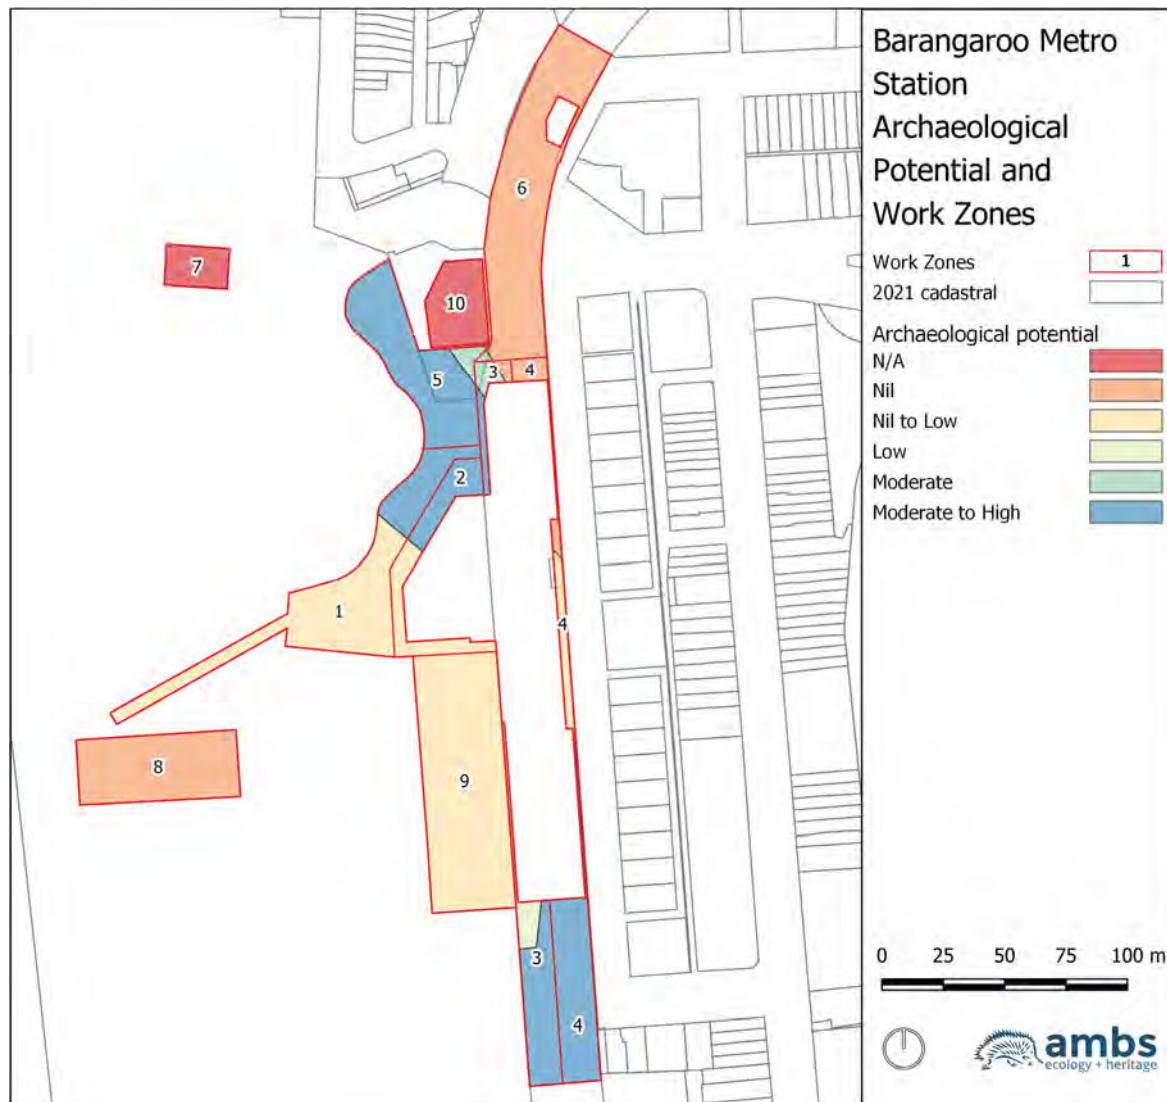 Barangaroo Metro
Station
Archaeological
Potential and
Work Zones
Work Zones 1
2021 cadastral
Archaeological potential
N/A
Nil
Nil to Low
Low
Moderate
Moderate to High
6
7
10
5
3
4
2
1
4
8
9
3
4
0 25 50 75 100 m
ambs
ecology + heritage